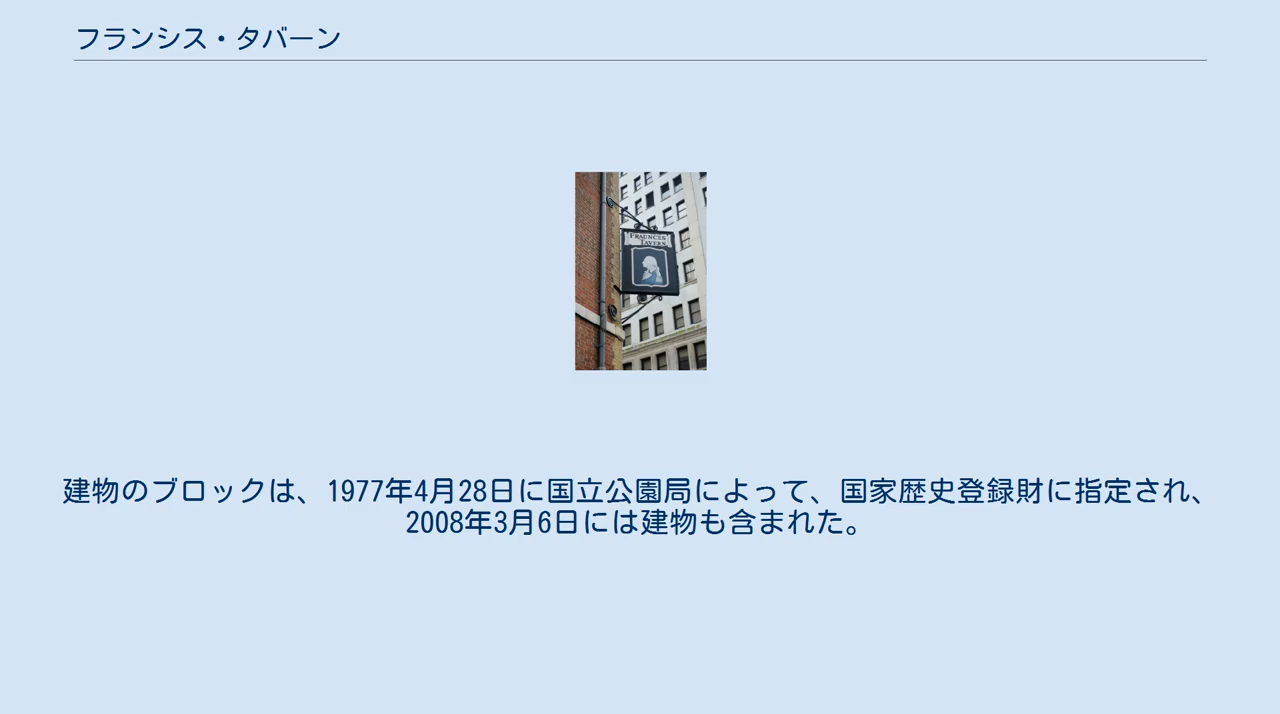 フランシス・タバーン
FRAUNCES
TAVERN
建物のブロックは、1977年4月28日に国立公園局によって、国家歴史登録財に指定され、
2008年3月6日には建物も含まれた。